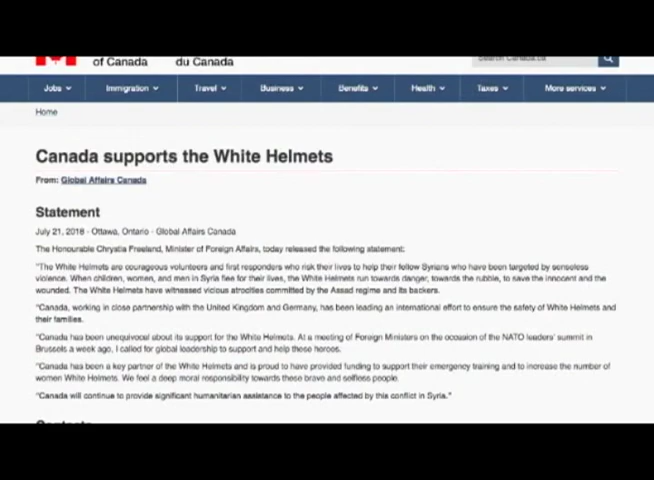 of Canada du Canada
Search Canada.ca
Jobs Immigration Travel Business Benefits Health Taxes More services
Home
Canada supports the White Helmets
From: Global Affairs Canada
Statement
July 21, 2018 - Ottawa, Ontario - Global Affairs Canada
The Honourable Chrystia Freeland, Minister of Foreign Affairs, today released the following statement:
"The White Helmets are courageous volunteers and first responders who risk their lives to help their fellow Syrians who have been targeted by senseless
violence. When children, women, and men in Syria flee for their lives, the White Helmets run towards danger, towards the rubble, to save the innocent and the
wounded. The White Helmets have witnessed vicious atrocities committed by the Assad regime and its backers.
"Canada, working in close partnership with the United Kingdom and Germany, has been leading an international effort to ensure the safety of White Helmets and
their families.
"Canada has been unequivocal about its support for the White Helmets. At a meeting of Foreign Ministers on the occasion of the NATO leaders' summit in
Brussels a week ago, I called for global leadership to support and help these heroes.
"Canada has been a key partner of the White Helmets and is proud to have provided funding to support their emergency training and to increase the number of
women White Helmets. We feel a deep moral responsibility towards these brave and selfless people.
"Canada will continue to provide significant humanitarian assistance to the people affected by this conflict in Syria."
Contacts